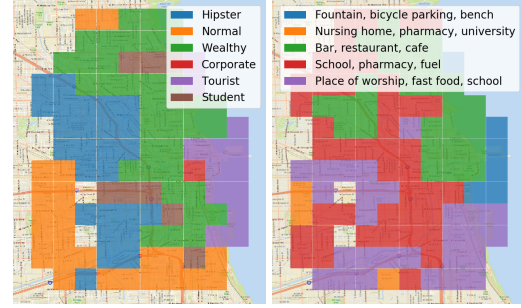 Hipster
Normal
Wealthy
Corporate
Tourist
Student
Fountain, bicycle parking, bench
Nursing home, pharmacy, university
Bar, restaurant, cafe
School, pharmacy, fuel
Place of worship, fast food, school